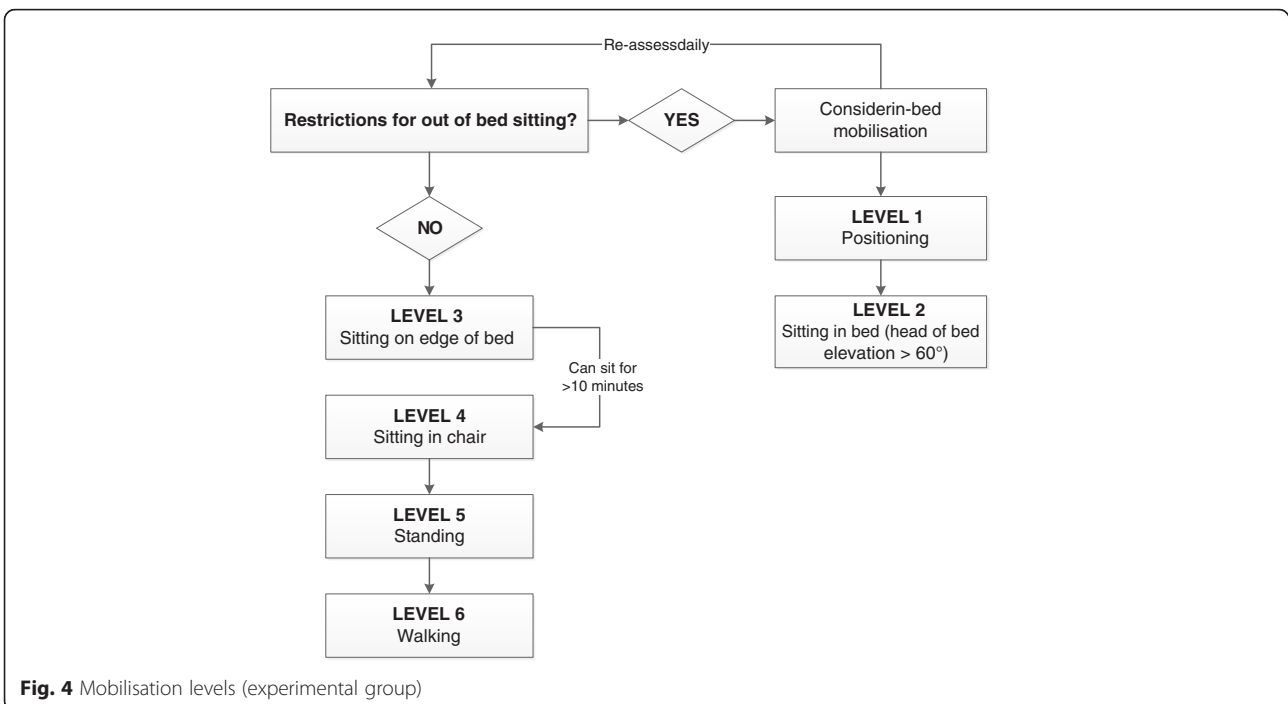 Re-assessdaily
Restrictions for out of bed sitting?
YES
Considerin-bed
mobilisation
NO
LEVEL 1
Positioning
LEVEL 2
Sitting in bed (head of bed
elevation > 60°)
LEVEL 3
Sitting on edge of bed
Can sit for
>10 minutes
LEVEL 4
Sitting in chair
LEVEL 5
Standing
LEVEL 6
Walking
Fig. 4 Mobilisation levels (experimental group)